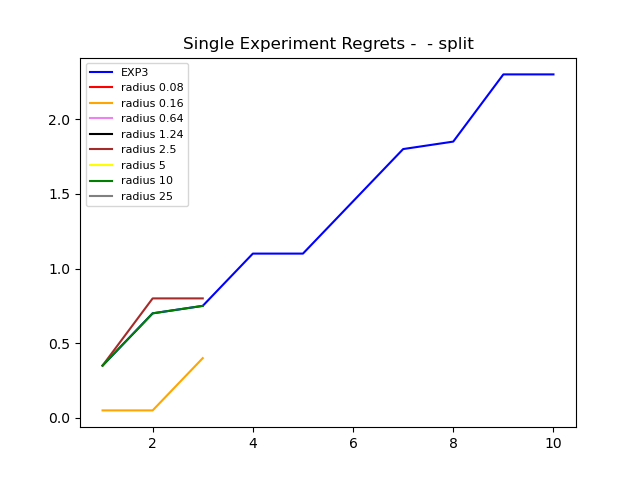 Single Experiment Regrets -  - split
EXP3
radius 0.08
radius 0.16
radius 0.64
radius 1.24
radius 2.5
radius 5
radius 10
radius 25
2.0
1.5
1.0
0.5
0.0
2 4 6 8 10